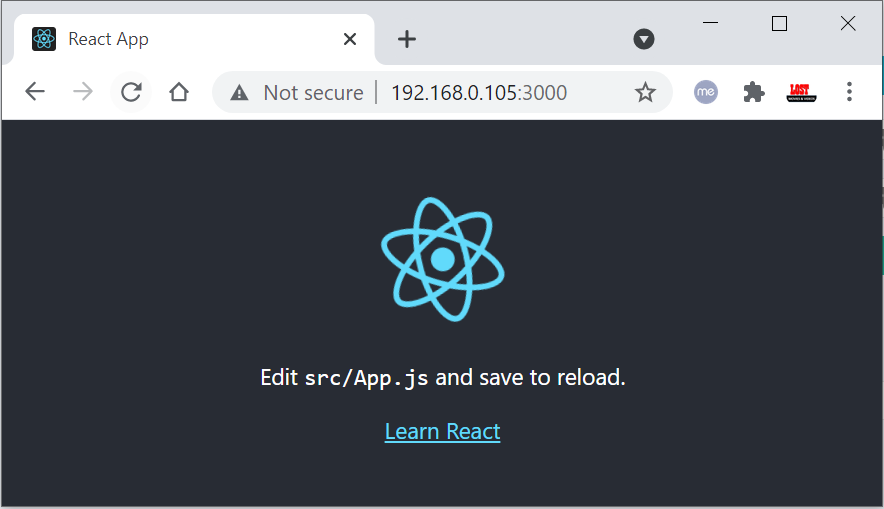 React App
Not secure | 192.168.0.105:3000
me
LOST
Edit src/App.js and save to reload.
Learn React